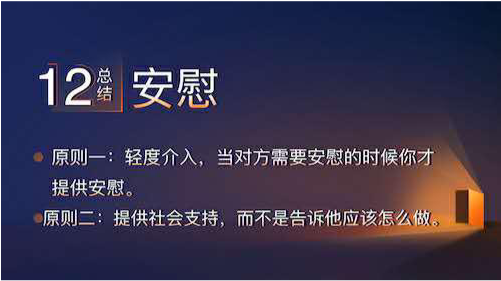 12 总结 安慰
原则一：轻度介入，当对方需要安慰的时候你才
提供安慰。
原则二：提供社会支持，而不是告诉他应该怎么做。